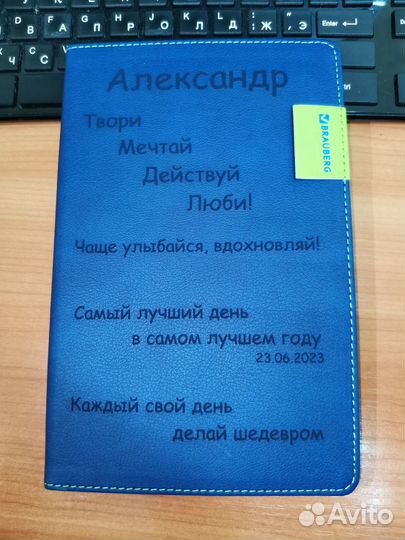 Александр
Твори
Мечтай
Действуй
Люби!
BRAUBERG
Чаще улыбайся, вдохновляй!
Самый лучший день
в самом лучшем году
23.06.2023
Каждый свой день
делай шедевром
Avito